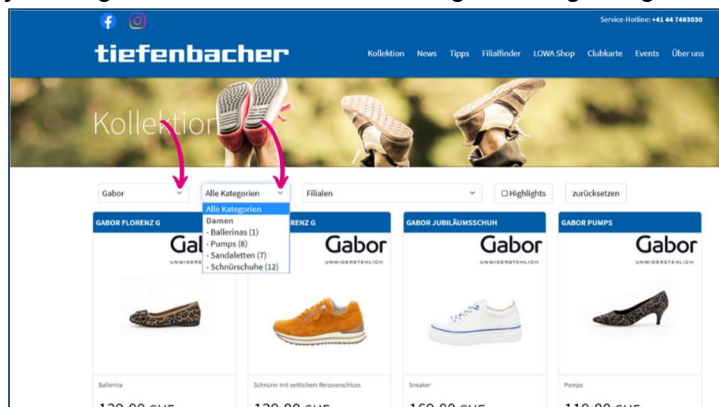 Service-Hotline: +41 44 7463030
tiefenbacher
Kollektion News Tipps Filialfinder LOWA Shop Clubkarte Events Über uns
Kollektion
Gabor Alle Kategorien Filialen Highlights zurücksetzen
Alle Kategorien
Damen
- Ballerinas (1)
- Pumps (8)
- Sandaletten (7)
- Schnürschuhe (12)
GABOR FLORENZ G GABOR JUBILÄUMSSCHUH GABOR PUMPS
Gabor Gabor Gabor
UNWIDERSTEHLICH UNWIDERSTEHLICH UNWIDERSTEHLICH
Ballerina Schnürer mit seitlichem Reissverschluss Sneaker Pumps